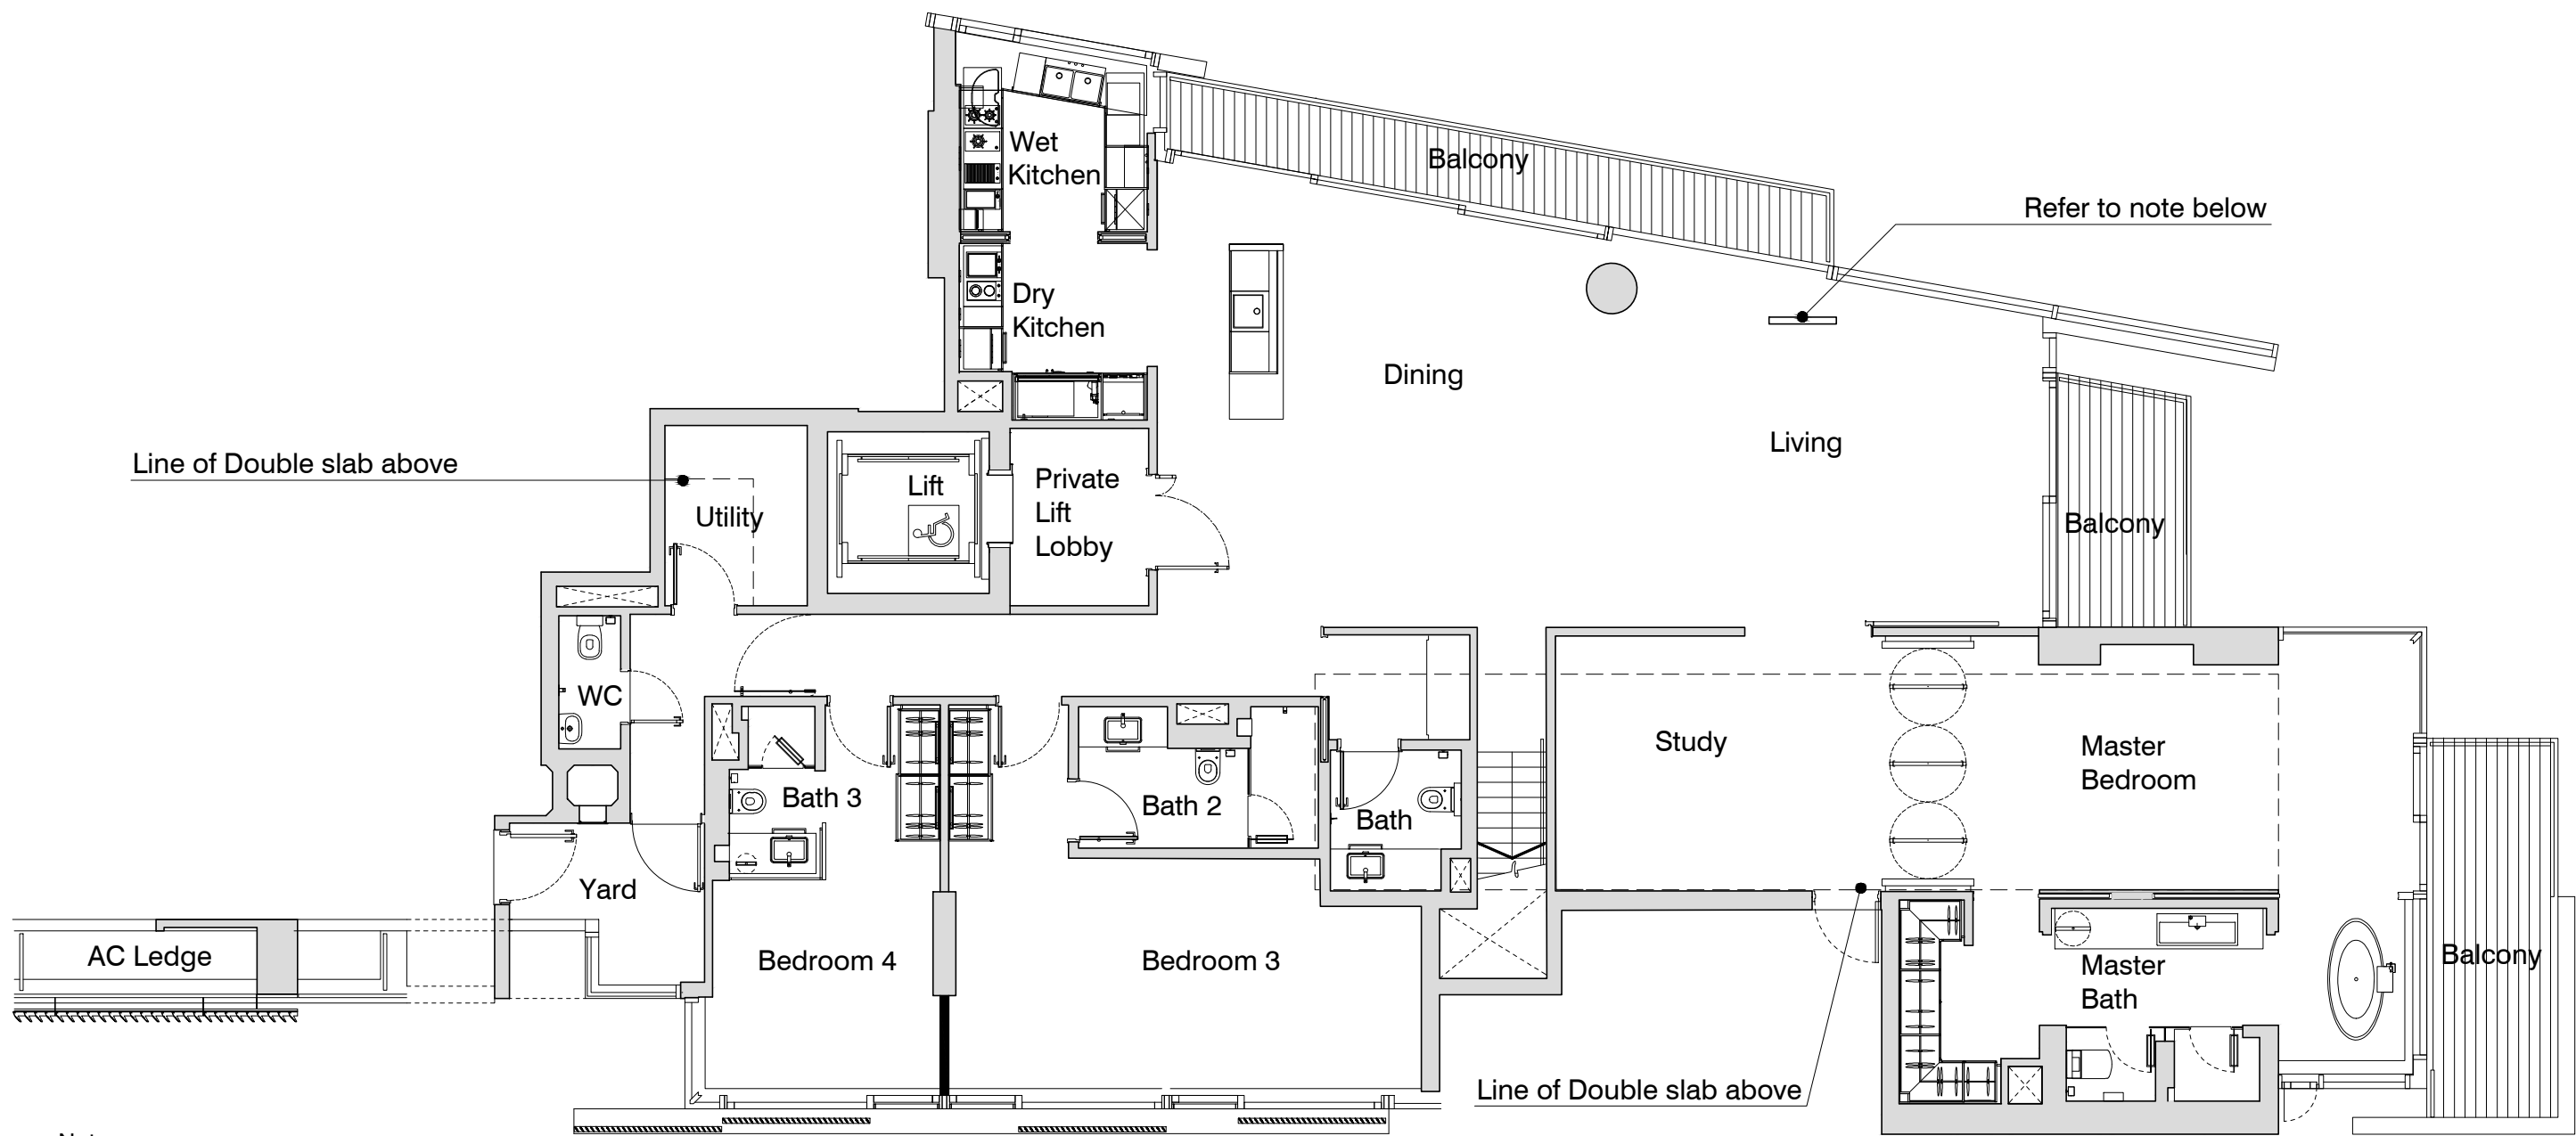 Wet
Kitchen
Balcony
Refer to note below
Dry
Kitchen
Dining
Living
Line of Double slab above
Lift
Private
Lift
Lobby
Utility
Balcony
WC
Study
Master
Bedroom
Bath 3
Bath 2
Bath
Yard
AC Ledge
Bedroom 4
Bedroom 3
Master
Bath
Balcony
Line of Double slab above